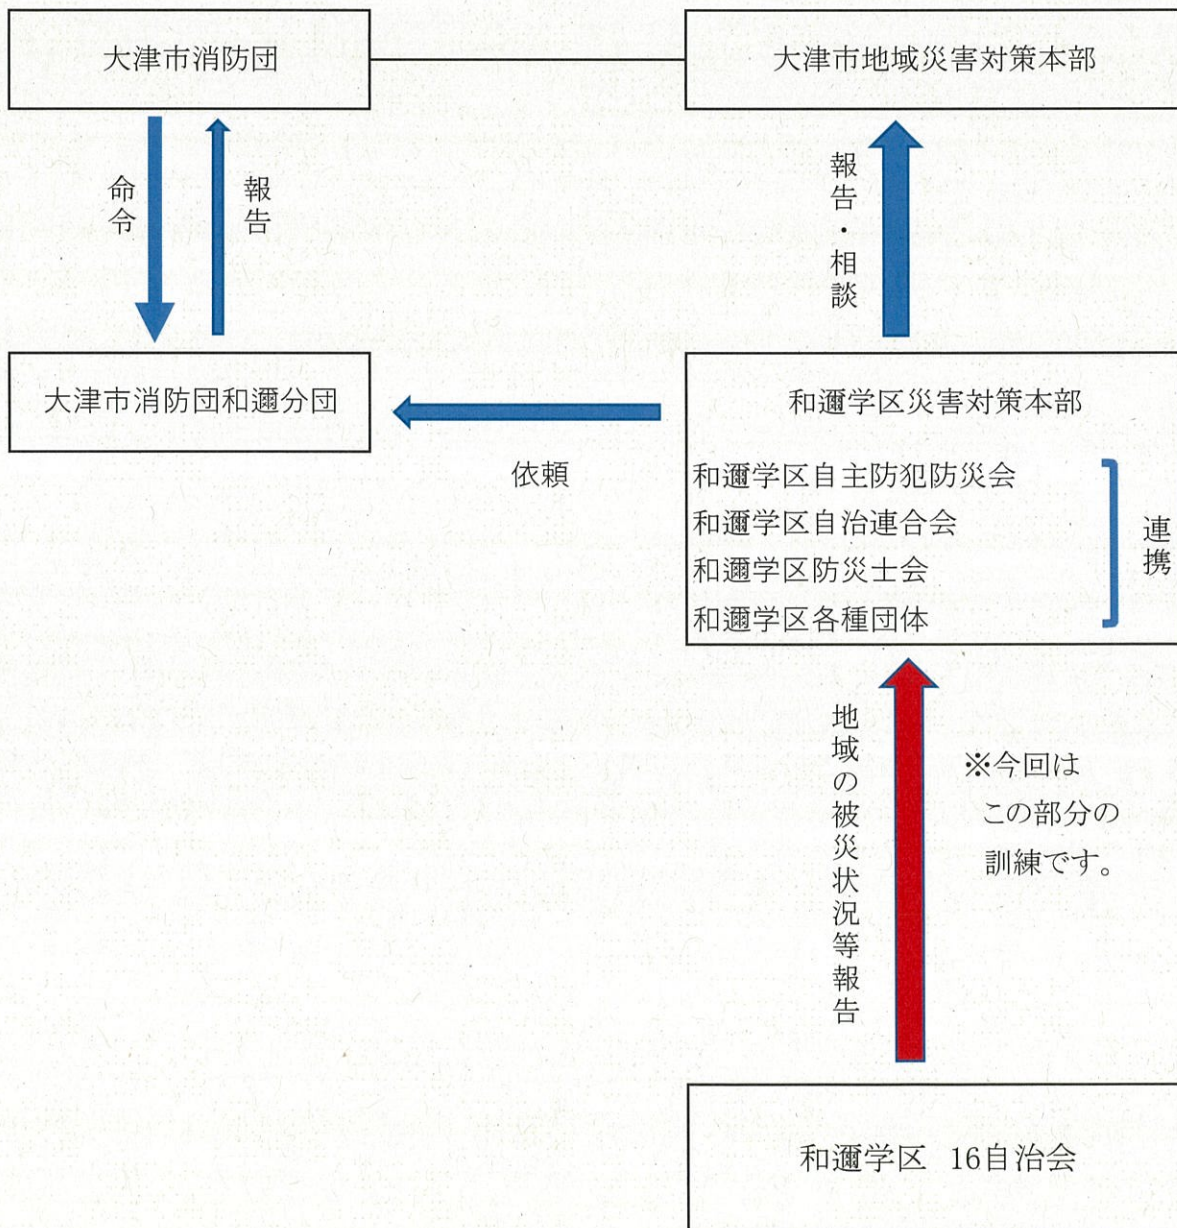 大津市消防団
大津市地域災害対策本部
命令
報告
報告・相談
大津市消防団和邇分団
和邇学区災害対策本部
依頼
和邇学区自主防犯防災会
和邇学区自治連合会
和邇学区防災士会
和邇学区各種団体
連携
地域の被災状況等報告
※今回は
この部分の
訓練です。
和邇学区 16自治会